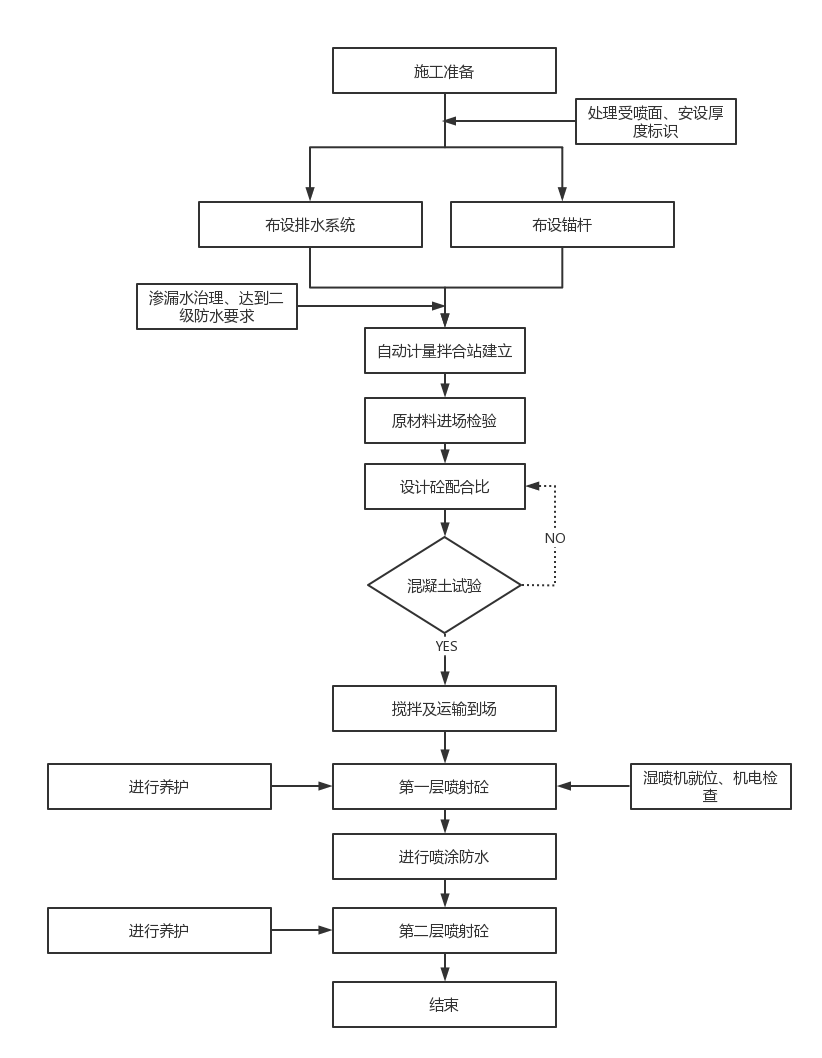 施工准备
处理受喷面、安设厚
度标识
布设排水系统
布设锚杆
渗漏水治理、达到二
级防水要求
自动计量拌合站建立
原材料进场检验
设计砼配合比
NO
混凝土试验
YES
搅拌及运输到场
进行养护
第一层喷射砼
湿喷机就位、机电检
查
进行喷涂防水
进行养护
第二层喷射砼
结束